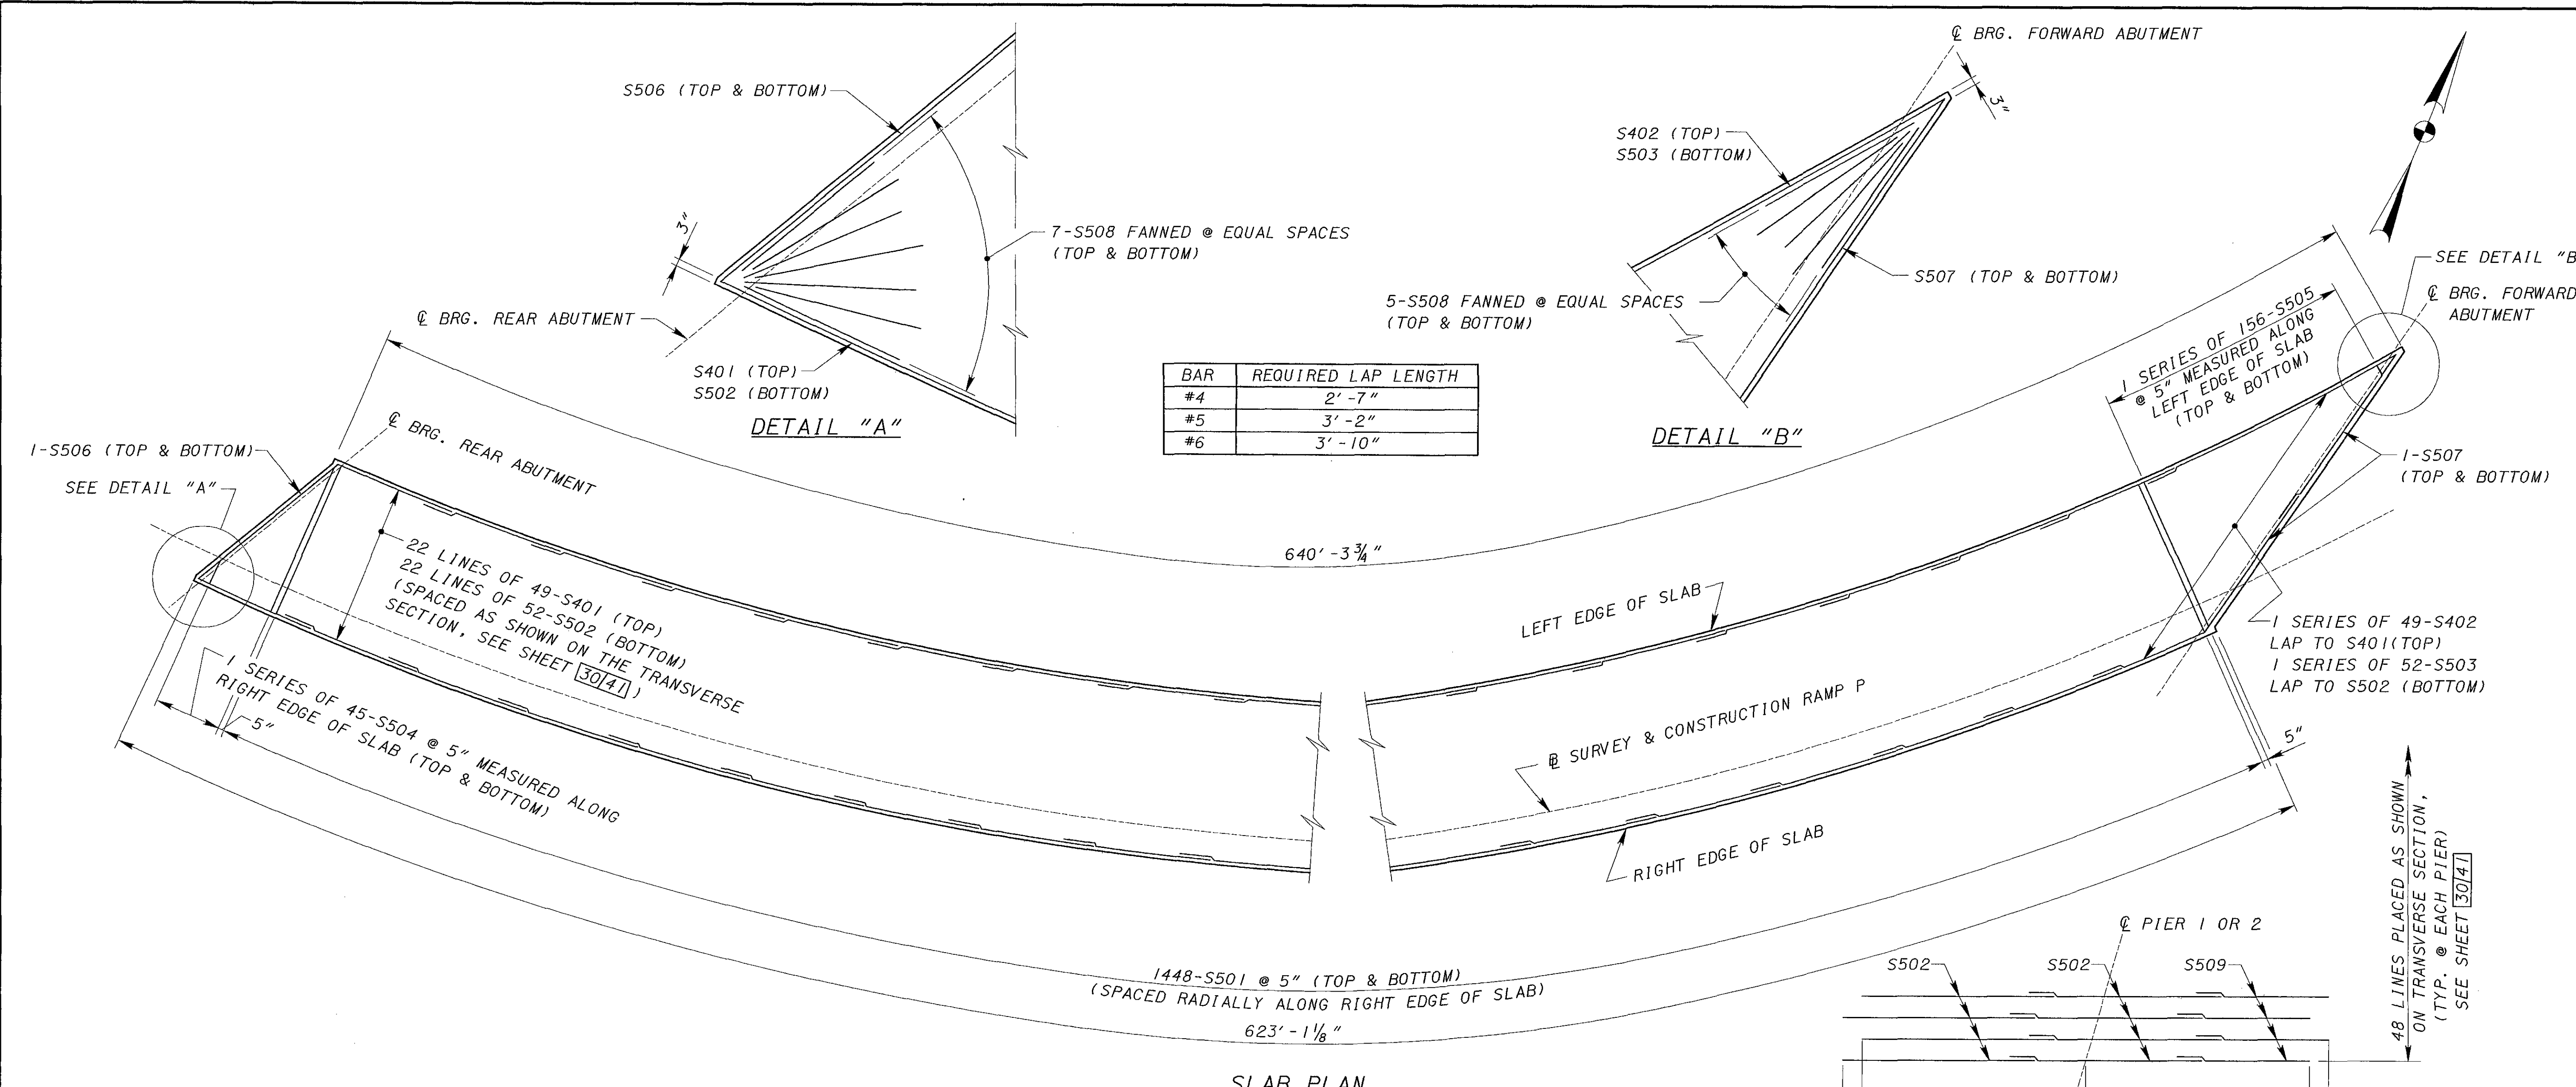 ℄ BRG. FORWARD ABUTMENT
S506 (TOP & BOTTOM)
3"
3"
S402 (TOP)
S503 (BOTTOM)
7-S508 FANNED @ EQUAL SPACES
(TOP & BOTTOM)
S507 (TOP & BOTTOM)
5-S508 FANNED @ EQUAL SPACES
(TOP & BOTTOM)
℄ BRG. REAR ABUTMENT
S401 (TOP)
S502 (BOTTOM)
DETAIL "A"
BAR REQUIRED LAP LENGTH
#4 2'-7"
#5 3'-2"
#6 3'-10"
DETAIL "B"
SEE DETAIL "B
℄ BRG. FORWARD
ABUTMENT
1 SERIES OF 156-S505
@ 5" MEASURED ALONG
LEFT EDGE OF SLAB
(TOP & BOTTOM)
1-S507
(TOP & BOTTOM)
℄ BRG. REAR ABUTMENT
1-S506 (TOP & BOTTOM)
SEE DETAIL "A"
640'-3 3/4"
22 LINES OF 49-S401 (TOP)
22 LINES OF 52-S502 (BOTTOM)
(SPACED AS SHOWN ON THE TRANSVERSE
SECTION, SEE SHEET 30/41)
LEFT EDGE OF SLAB
1 SERIES OF 49-S402
LAP TO S401(TOP)
1 SERIES OF 52-S503
LAP TO S502 (BOTTOM)
1 SERIES OF 45-S504 @ 5" MEASURED ALONG
RIGHT EDGE OF SLAB (TOP & BOTTOM)
5"
5"
℄ SURVEY & CONSTRUCTION RAMP P
RIGHT EDGE OF SLAB
1448-S501 @ 5" (TOP & BOTTOM)
(SPACED RADIALLY ALONG RIGHT EDGE OF SLAB)
623'-1 1/8"
SLAB PLAN
℄ PIER 1 OR 2
S502
S502
S509
48 LINES PLACED AS SHOWN
ON TRANSVERSE SECTION,
(TYP. @ EACH PIER)
SEE SHEET 30/41